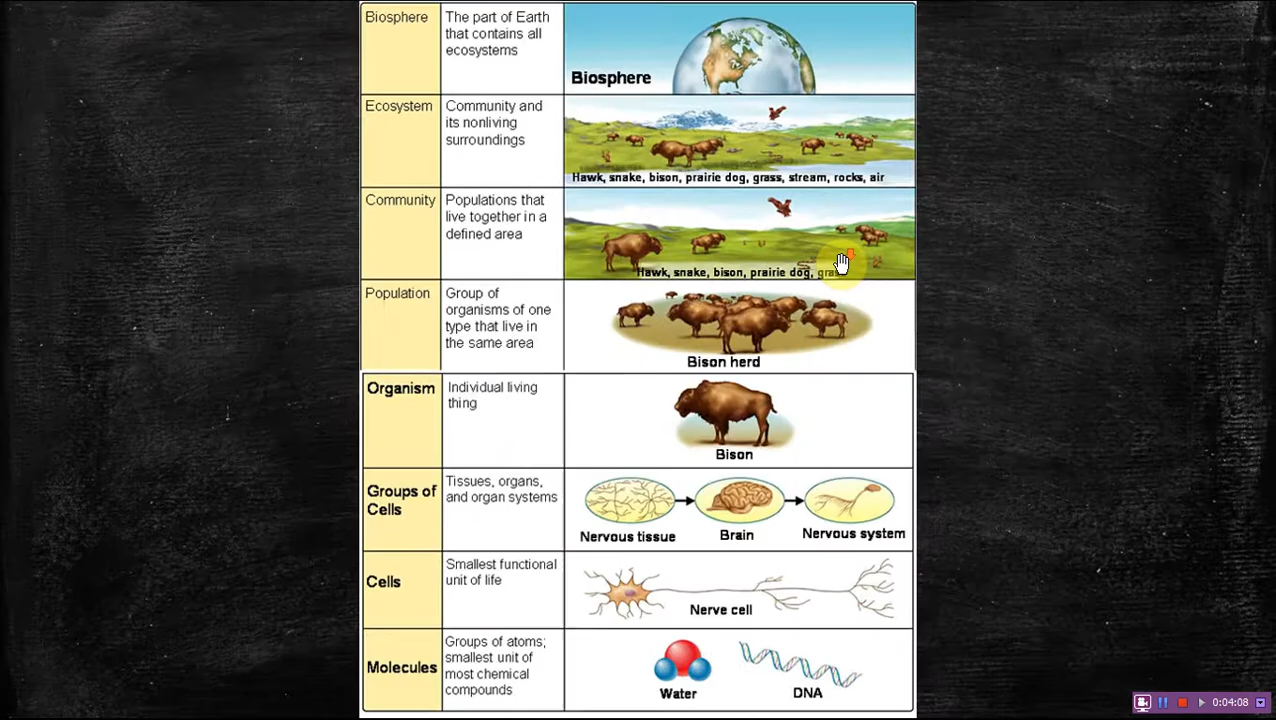 Biosphere
The part of Earth
that contains all
ecosystems
Biosphere
Ecosystem
Community and
its nonliving
surroundings
Hawk, snake, bison, prairie dog, grass, stream, rocks, air
Community
Populations that
live together in a
defined area
Hawk, snake, bison, prairie dog,
Population
Group of
organisms of one
type that live in
the same area
Bison herd
Organism
Individual living
thing
Bison
Groups of
Cells
Tissues, organs,
and organ systems
Nervous tissue
Brain
Nervous system
Cells
Smallest functional
unit of life
Nerve cell
Molecules
Groups of atoms;
smallest unit of
most chemical
compounds
Water
DNA
0:04:08